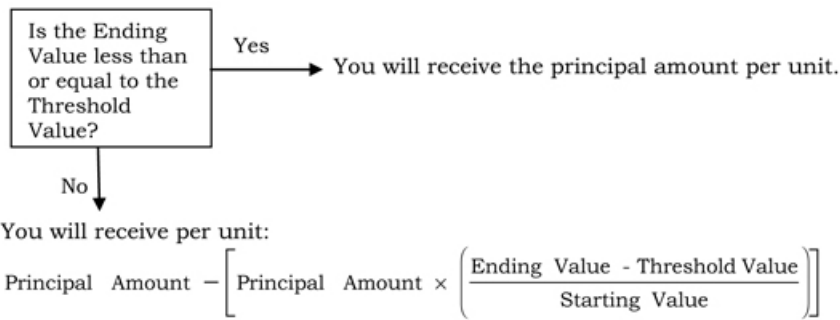 Is the Ending
Value less than
or equal to the
Threshold
Value?
Yes
You will receive the principal amount per unit.
No
You will receive per unit:
Principal Amount − [Principal Amount × (Ending Value - Threshold Value / Starting Value)]